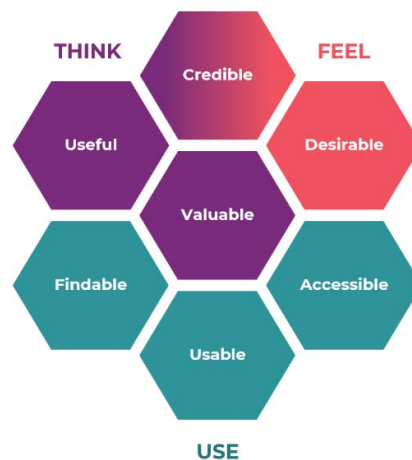 THINK
FEEL
Credible
Useful
Desirable
Valuable
Findable
Accessible
Usable
USE